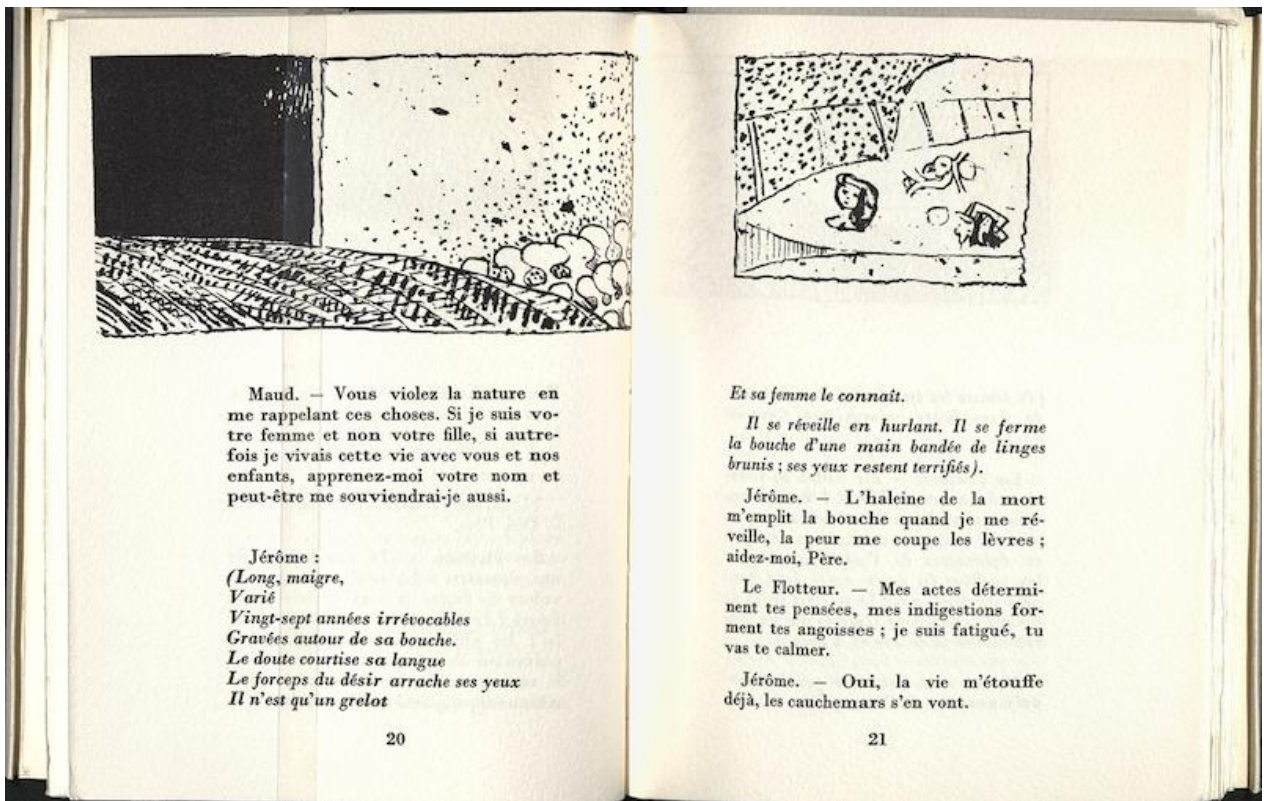 Maud. — Vous violez la nature en
me rappelant ces choses. Si je suis vo-
tre femme et non votre fille, si autre-
fois je vivais cette vie avec vous et nos
enfants, apprenez-moi votre nom et
peut-être me souviendrai-je aussi.
Jérôme :
(Long, maigre,
Varié
Vingt-sept années irrévocables
Gravées autour de sa bouche.
Le doute courtise sa langue
Le forceps du désir arrache ses yeux
Il n'est qu'un grelot
20
Et sa femme le connaît.
Il se réveille en hurlant. Il se ferme
la bouche d'une main bandée de linges
brunis ; ses yeux restent terrifiés).
Jérôme. — L'haleine de la mort
m'emplit la bouche quand je me ré-
veille, la peur me coupe les lèvres ;
aidez-moi, Père.
Le Flotteur. — Mes actes détermi-
nent tes pensées, mes indigestions for-
ment tes angoisses ; je suis fatigué, tu
vas te calmer.
Jérôme. — Oui, la vie m'étouffe
déjà, les cauchemars s'en vont.
21